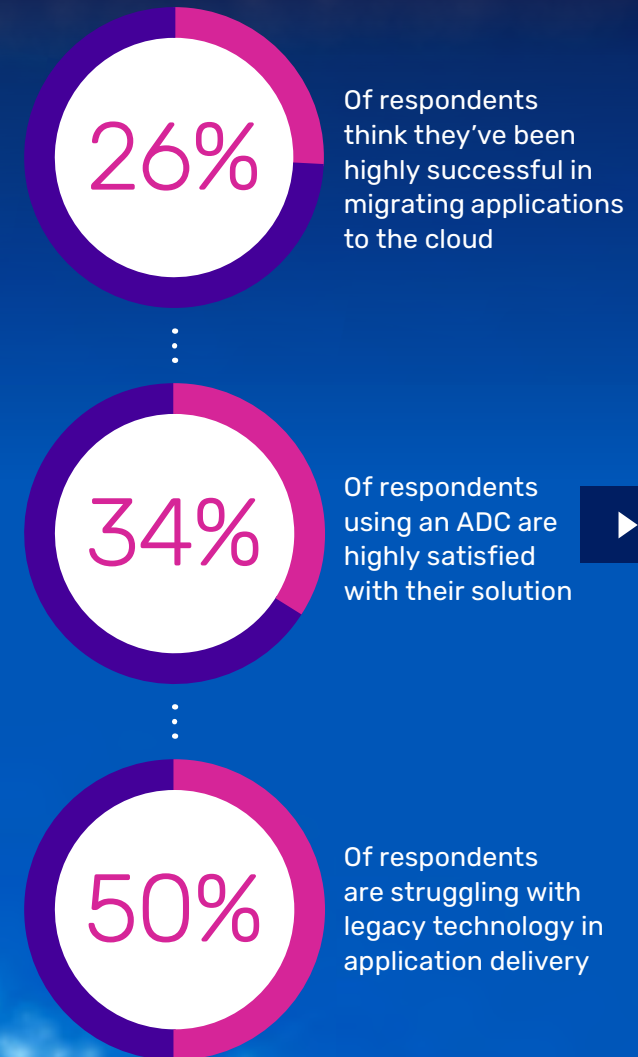 26%
Of respondents
think they’ve been
highly successful in
migrating applications
to the cloud
34%
Of respondents
using an ADC are
highly satisfied
with their solution
50%
Of respondents
are struggling with
legacy technology in
application delivery